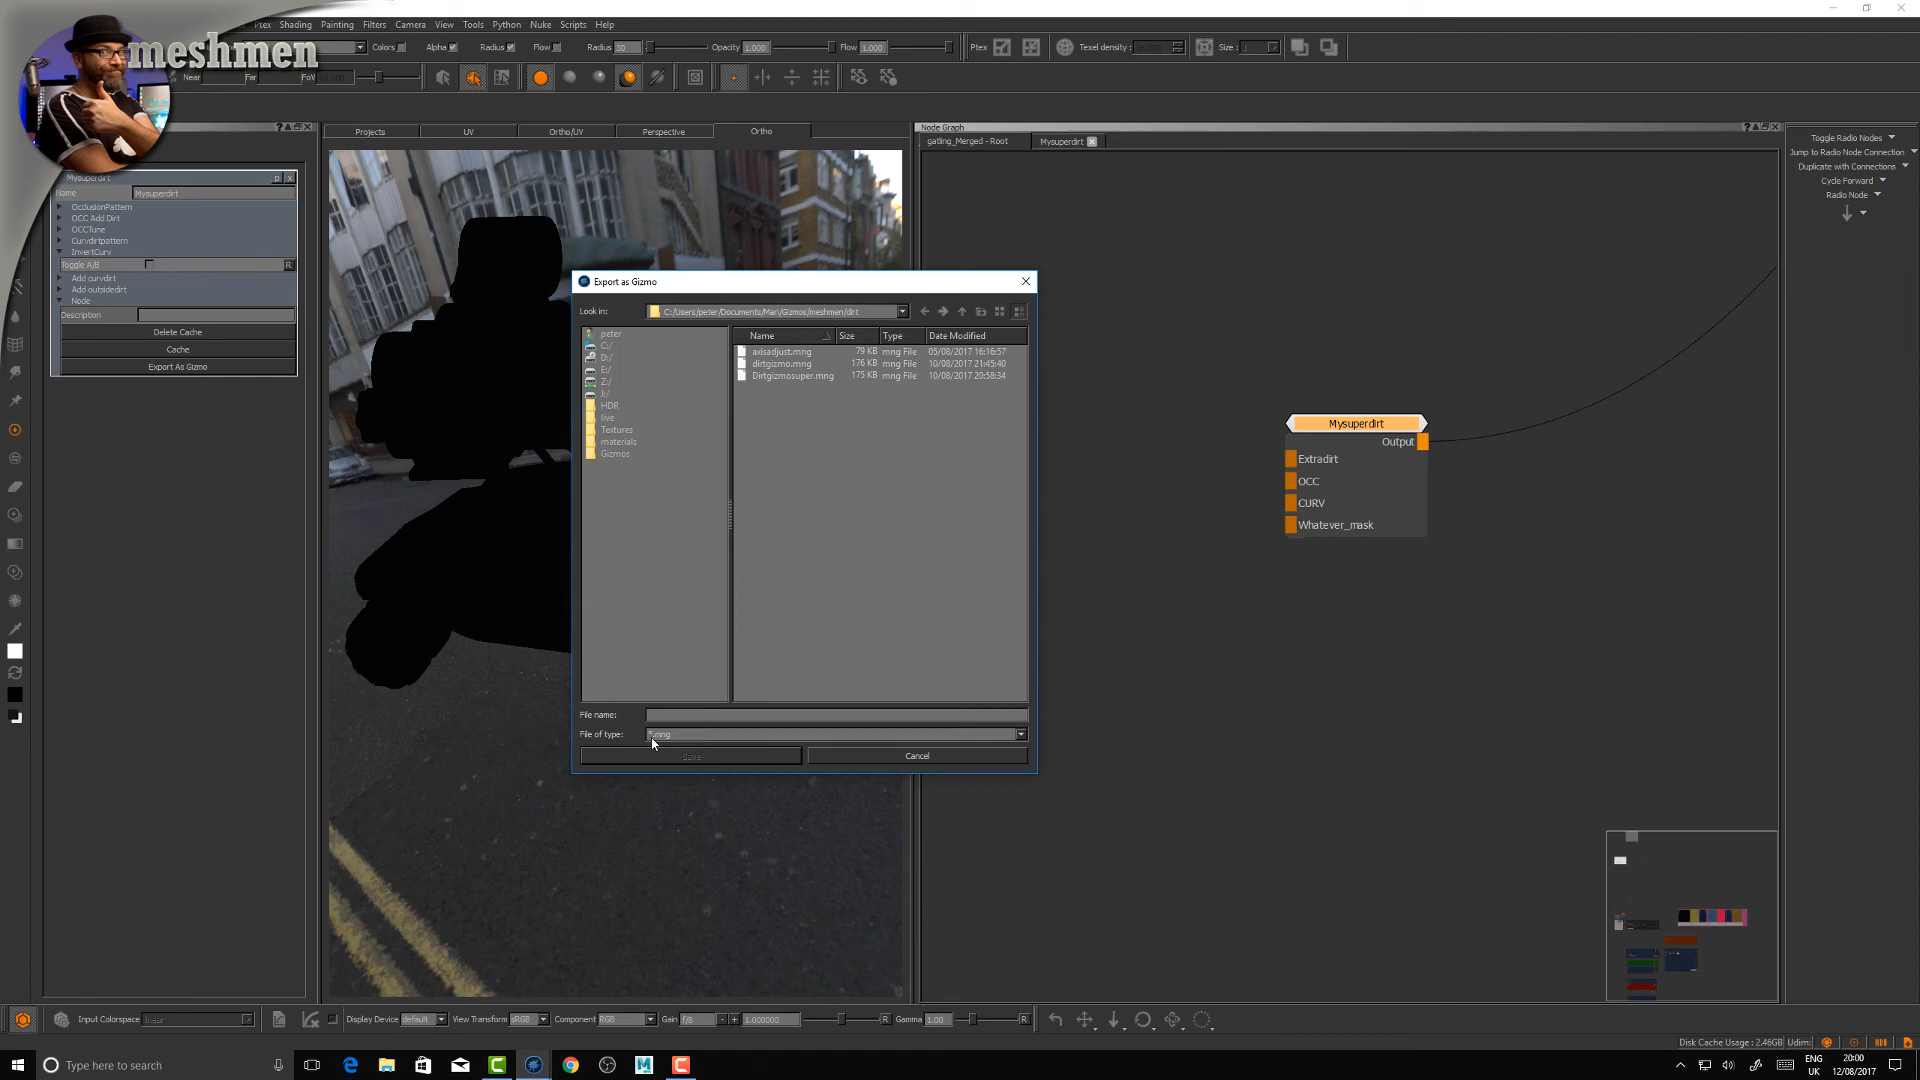 meshmen
Ptex Shading Painting Filters Camera View Tools Python Nuke Scripts Help
Colors Alpha Radius Flow Radius 30 Opacity 1.000 Flow 1.000 Ptex Texel density: Size :
Near Far FoV
Projects UV Ortho/UV Perspective Ortho
Node Graph
gatling_Merged - Root Mysuperdirt
Toggle Radio Nodes
Jump to Radio Node Connection
Duplicate with Connections
Cycle Forward
Radio Node
Mysuperdirt
Name Mysuperdirt
OcclusionPattern
OCC Add Dirt
OCCTune
Curvdirtpattern
InvertCurv
Toggle A/B R
Add curvdirt
Add outsidedirt
Node
Description
Delete Cache
Cache
Export As Gizmo
Export as Gizmo
Look in: C:/Users/peter/Documents/Mari/Gizmos/meshmen/dirt
peter
C:/
D:/
E:/
Z:/
J:/
HDR
live
Textures
materials
Gizmos
Name Size Type Date Modified
axisadjust.mng 79 KB mng File 05/08/2017 16:16:57
dirtgizmo.mng 176 KB mng File 10/08/2017 21:45:40
Dirtgizmosuper.mng 175 KB mng File 10/08/2017 20:58:34
File name:
File of type: *.mng
Save Cancel
Mysuperdirt
Output
Extradirt
OCC
CURV
Whatever_mask
Input Colorspace linear Display Device default View Transform sRGB Component RGB Gain f/8 - + 1.000000 R Gamma 1.00 R
Disk Cache Usage : 2.46GB Udim:
Type here to search
ENG
UK
20:00
12/08/2017